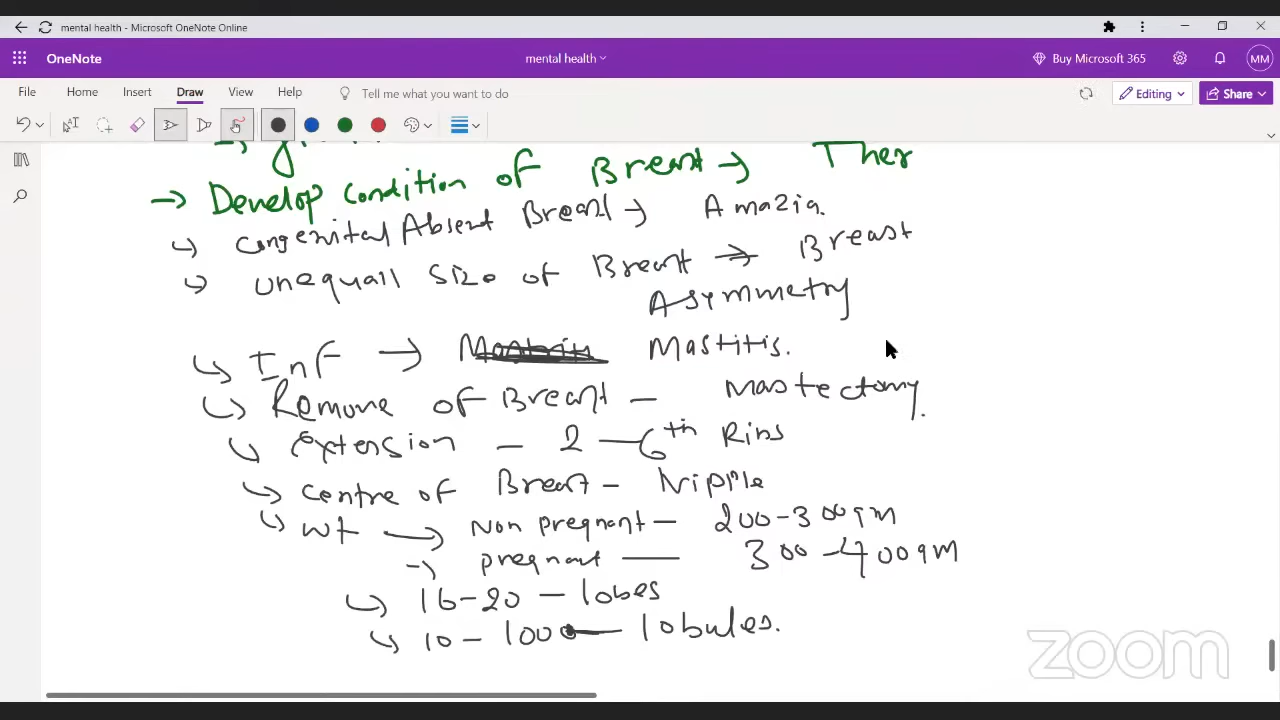 mental health - Microsoft OneNote Online
OneNote
mental health
Buy Microsoft 365
MM
File Home Insert Draw View Help Tell me what you want to do
Editing Share
→ Develop condition of Breast → Ther
↳ Congenital Absent Breast → Amazia.
↳ unequall size of Breast → Breast
Asymmetry
↳ Inf → Mastitis.
↳ Remove of Breast - Mastectomy.
↳ extension - 2 - 6th Ribs
↳ Centre of Breast - Nipple
↳ wt → Non pregnant - 200-300gm
→ pregnant - 300-400gm
↳ 16-20 - lobes
↳ 10-100 - lobules.
zoom